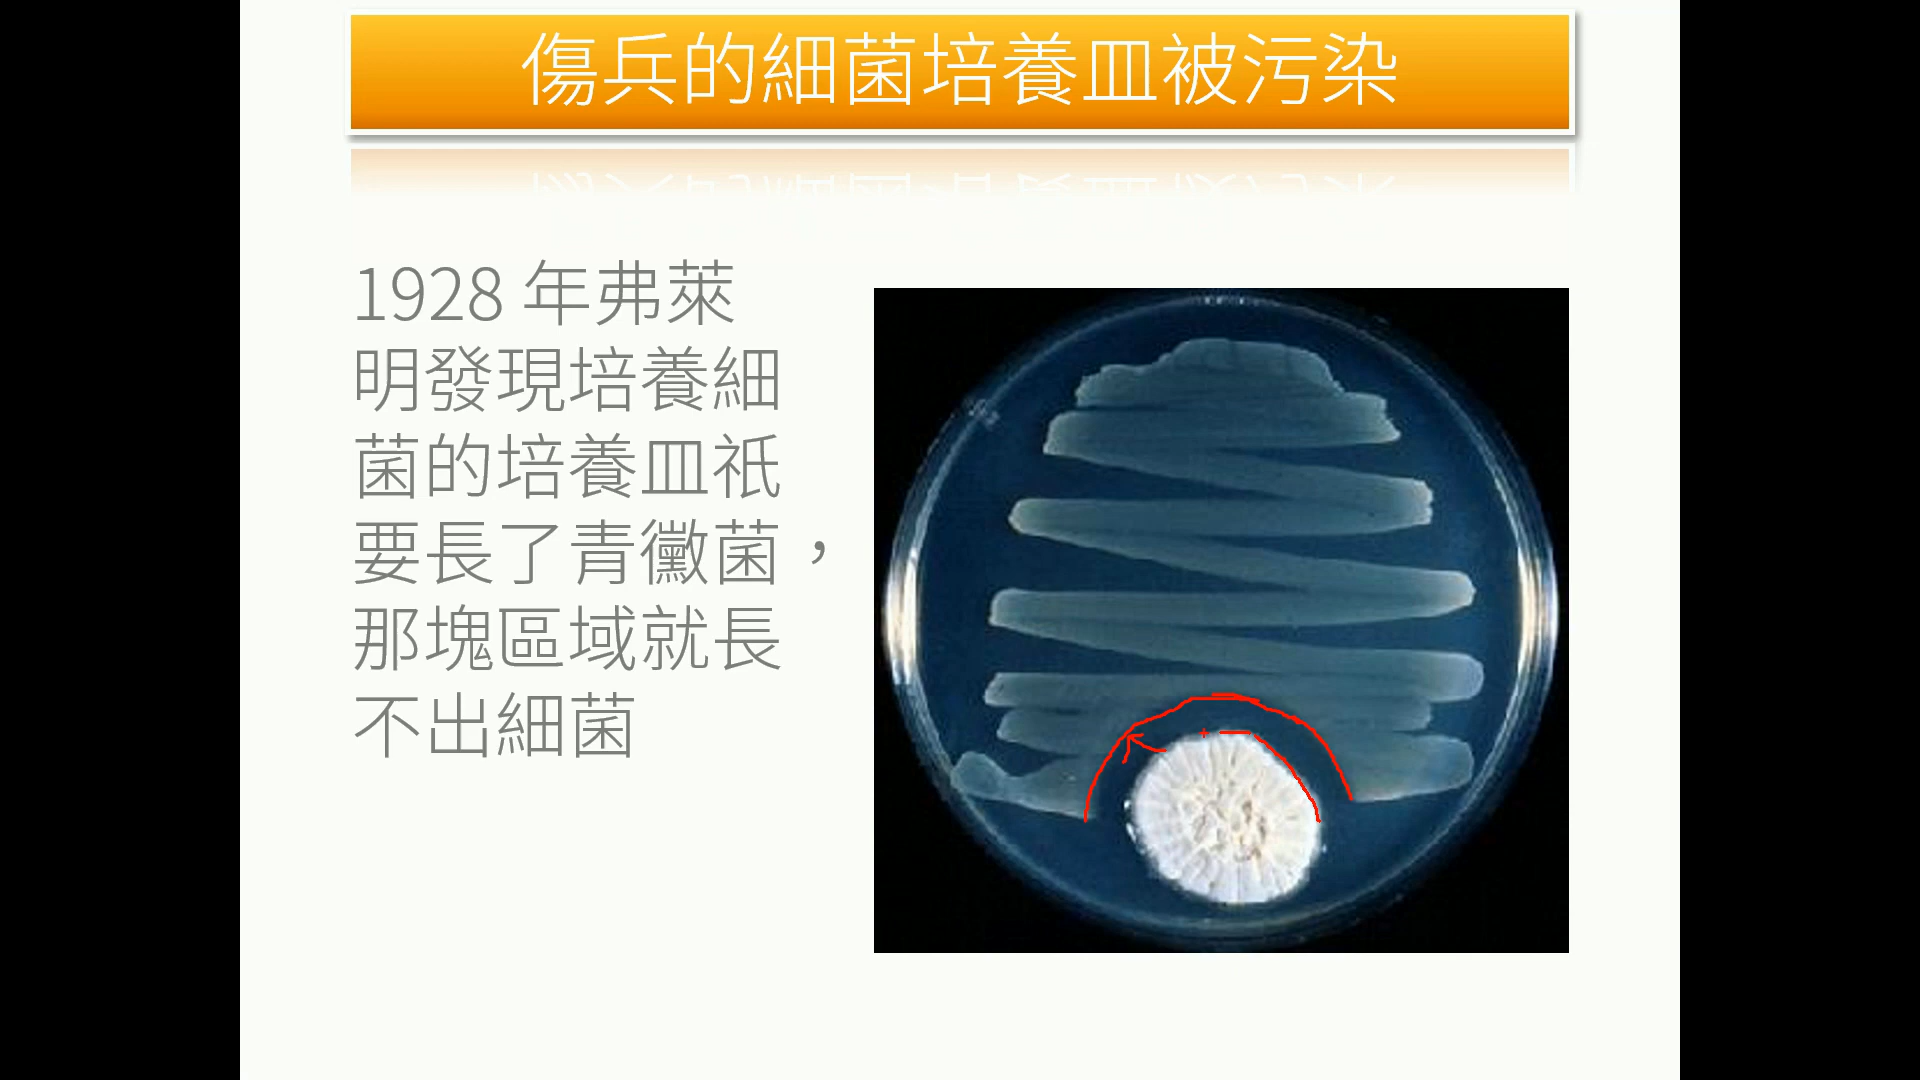 傷兵的細菌培養皿被污染
1928 年弗萊
明發現培養細
菌的培養皿祇
要長了青黴菌，
那塊區域就長
不出細菌